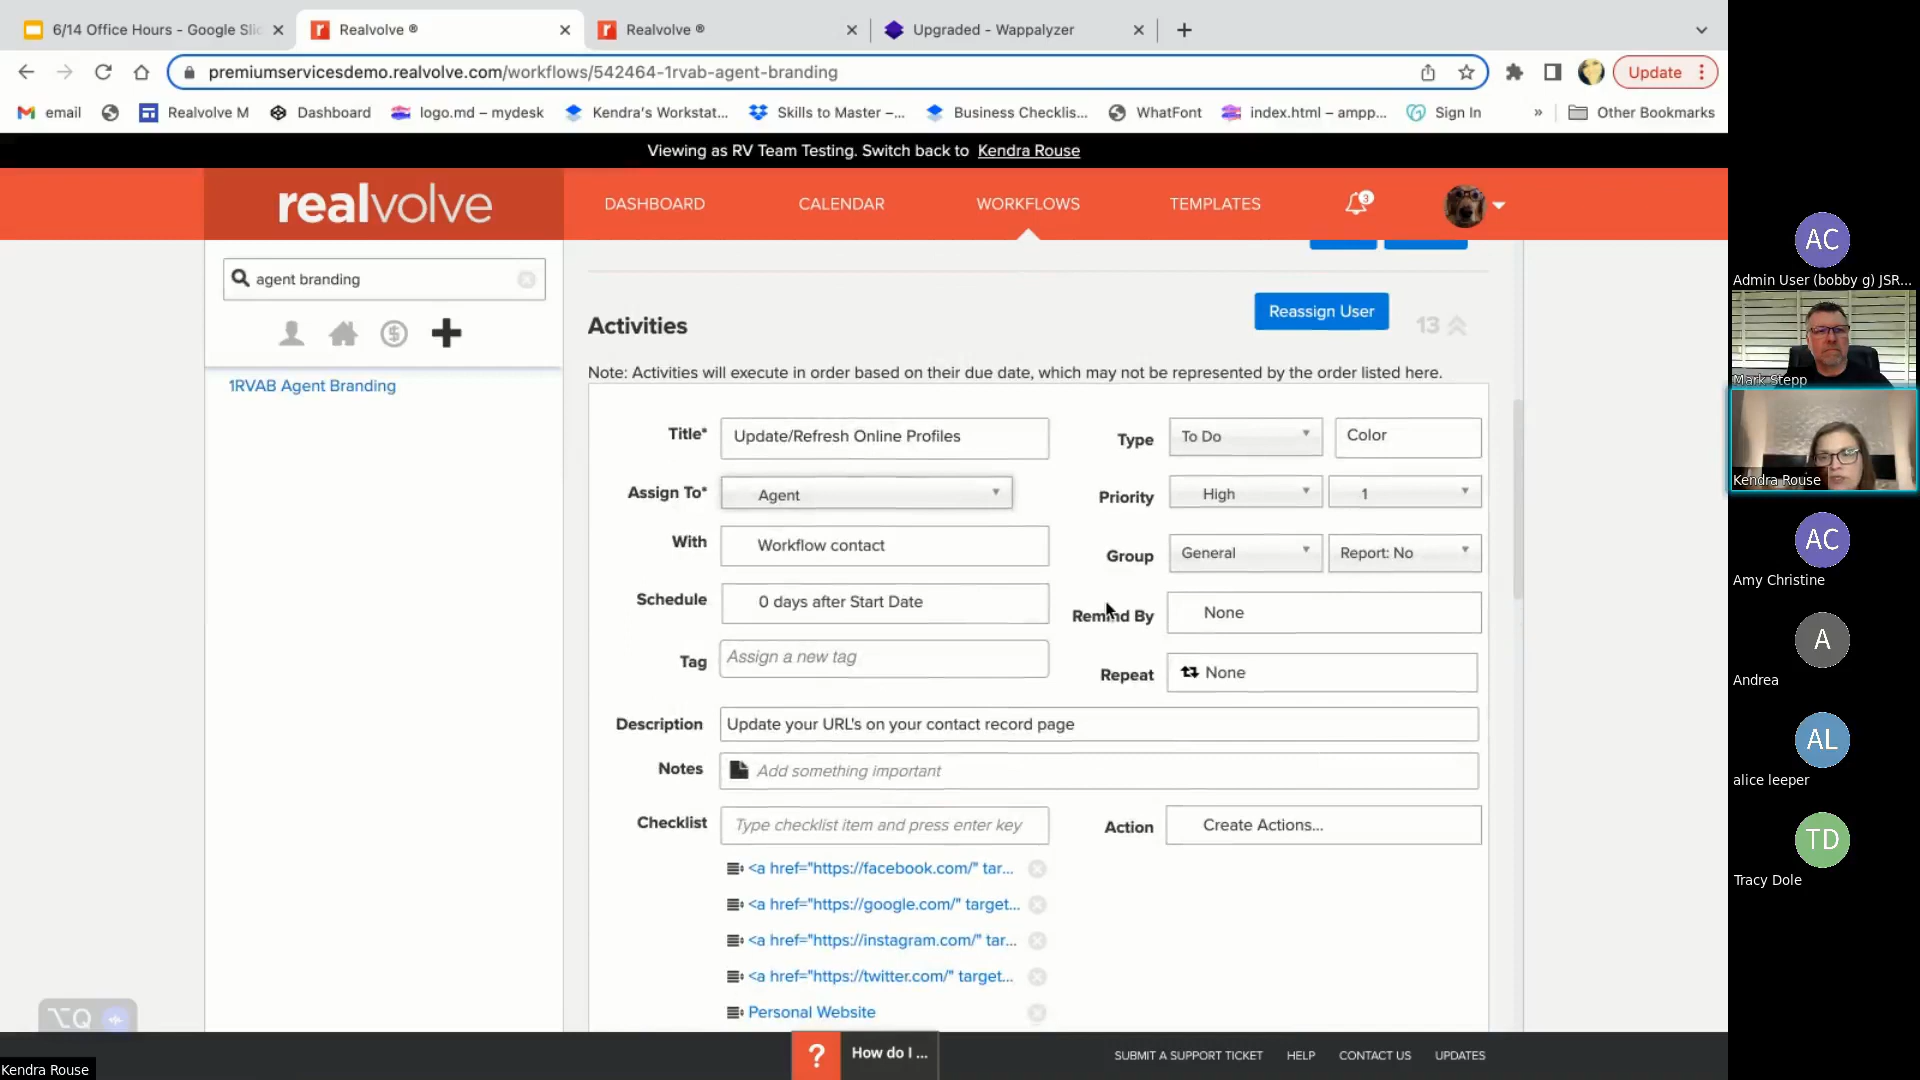 6/14 Office Hours - Google Slic
Realvolve ®
Realvolve ®
Upgraded - Wappalyzer
premiumservicesdemo.realvolve.com/workflows/542464-1rvab-agent-branding
Update
email
Realvolve M
Dashboard
logo.md – mydesk
Kendra's Workstat...
Skills to Master –...
Business Checklis...
WhatFont
index.html – ampp...
Sign In
»
Other Bookmarks
Viewing as RV Team Testing. Switch back to Kendra Rouse
realvolve
DASHBOARD
CALENDAR
WORKFLOWS
TEMPLATES
3
agent branding
1RVAB Agent Branding
Activities
Reassign User
13
Note: Activities will execute in order based on their due date, which may not be represented by the order listed here.
Title*
Update/Refresh Online Profiles
Type
To Do
Color
Assign To*
Agent
Priority
High
1
With
Workflow contact
Group
General
Report: No
Schedule
0 days after Start Date
Remind By
None
Tag
Assign a new tag
Repeat
None
Description
Update your URL's on your contact record page
Notes
Add something important
Checklist
Type checklist item and press enter key
Action
Create Actions...
<a href="https://facebook.com/" tar...
<a href="https://google.com/" target...
<a href="https://instagram.com/" tar...
<a href="https://twitter.com/" target...
Personal Website
⌥Q
? How do I ...
SUBMIT A SUPPORT TICKET
HELP
CONTACT US
UPDATES
Kendra Rouse
AC
Admin User (bobby g) JSR...
Mark Stepp
Kendra Rouse
AC
Amy Christine
A
Andrea
AL
alice leeper
TD
Tracy Dole